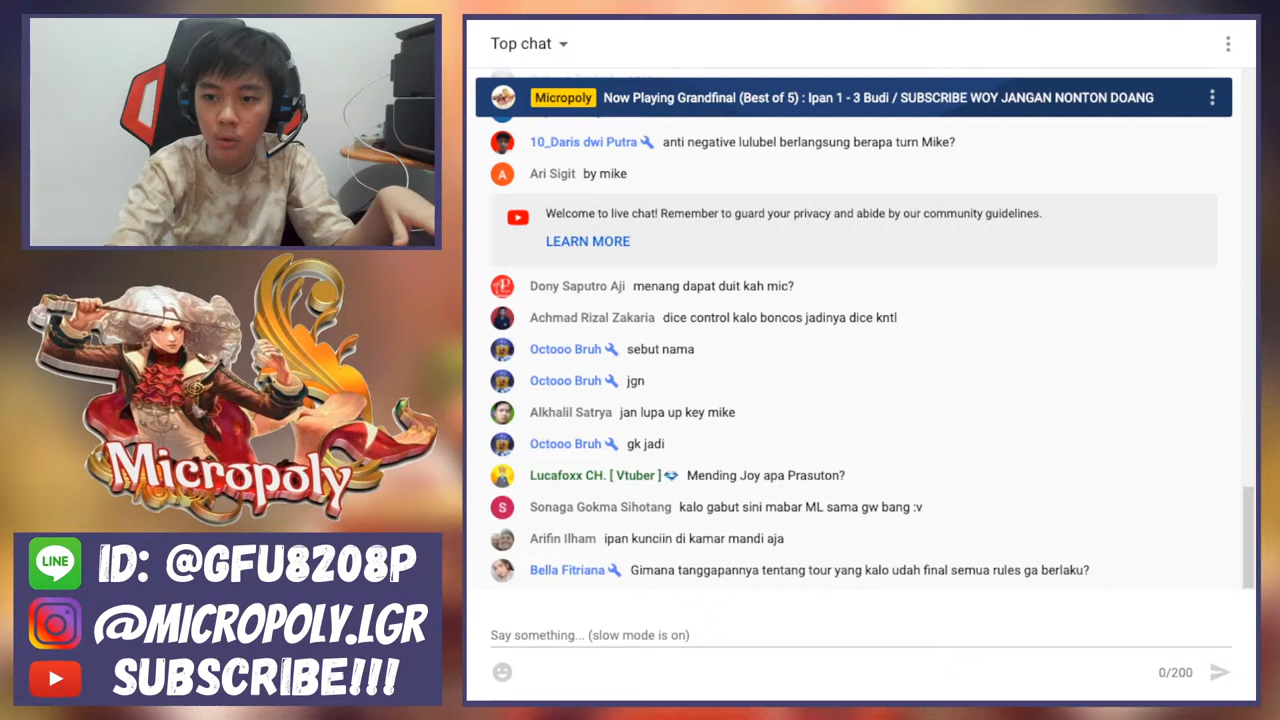 Top chat
Micropoly Now Playing Grandfinal (Best of 5) : Ipan 1 - 3 Budi / SUBSCRIBE WOY JANGAN NONTON DOANG
10_Daris dwi Putra anti negative lulubel berlangsung berapa turn Mike?
A Ari Sigit by mike
Welcome to live chat! Remember to guard your privacy and abide by our community guidelines.
LEARN MORE
Dony Saputro Aji menang dapat duit kah mic?
Achmad Rizal Zakaria dice control kalo boncos jadinya dice kntl
Octooo Bruh sebut nama
Octooo Bruh jgn
Alkhalil Satrya jan lupa up key mike
Octooo Bruh gk jadi
Lucafoxx CH. [ Vtuber ] Mending Joy apa Prasuton?
S Sonaga Gokma Sihotang kalo gabut sini mabar ML sama gw bang :v
Arifin Ilham ipan kunciin di kamar mandi aja
Bella Fitriana Gimana tanggapannya tentang tour yang kalo udah final semua rules ga berlaku?
Say something... (slow mode is on)
0/200
Micropoly
LINE ID: @GFU8208P
@MICROPOLY.LGR
SUBSCRIBE!!!